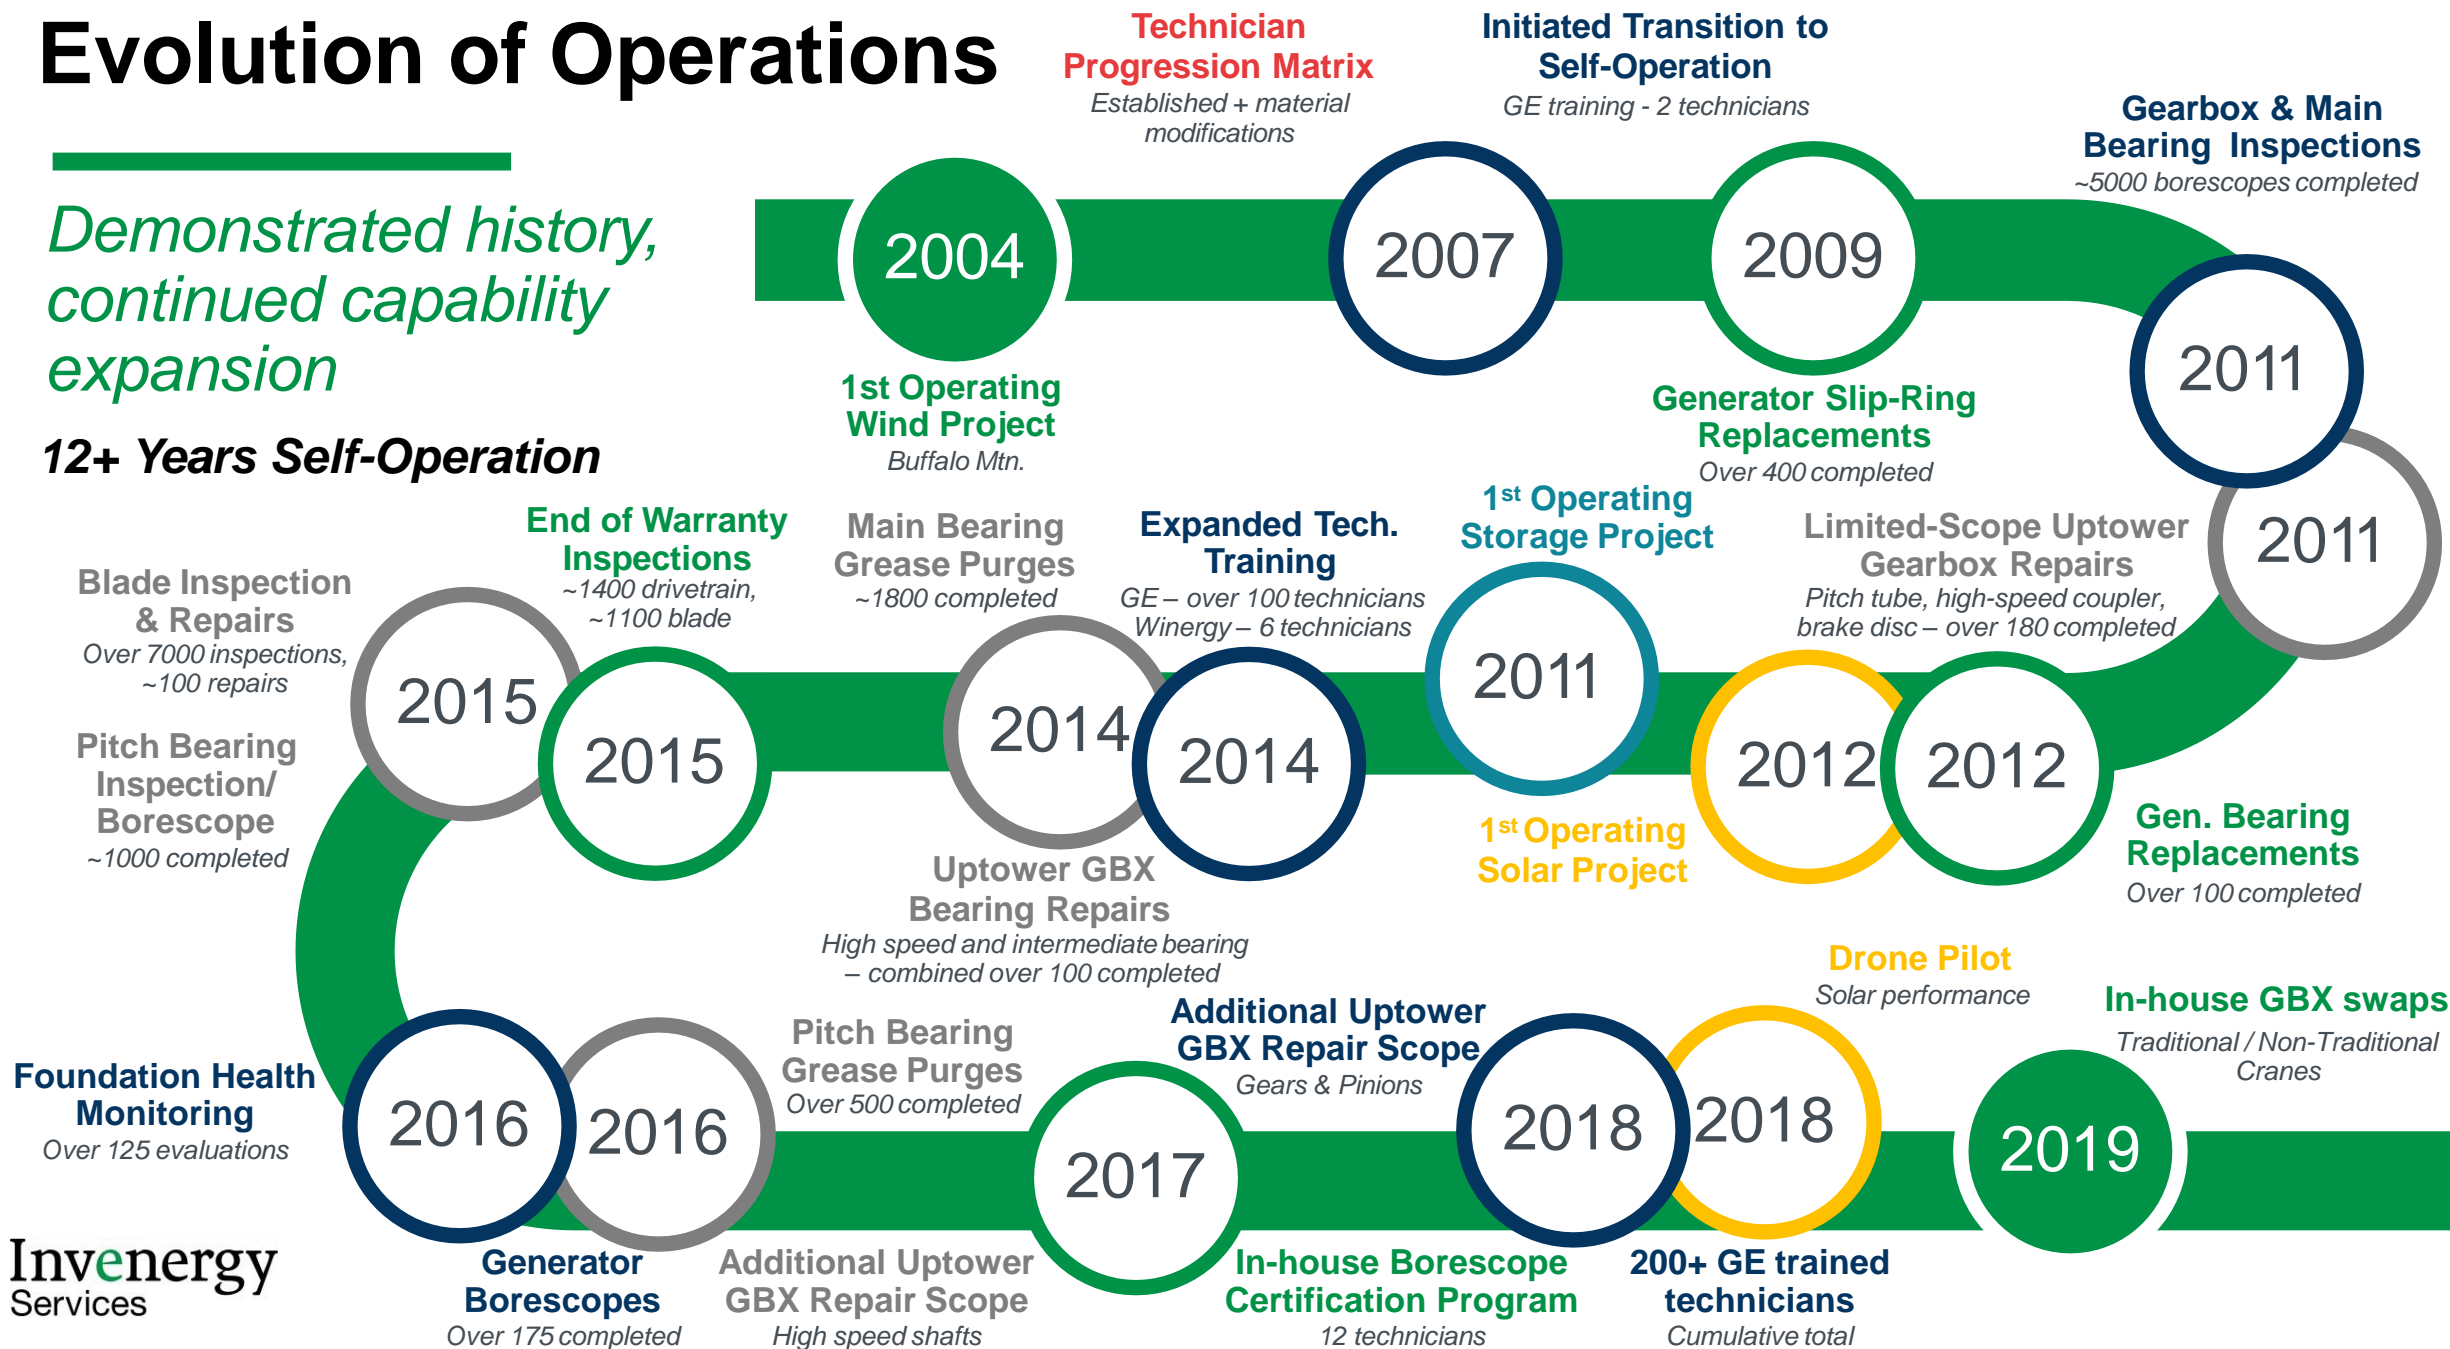 Evolution of Operations
Demonstrated history,
continued capability
expansion
12+ Years Self-Operation
Technician
Progression Matrix
Established + material
modifications
Initiated Transition to
Self-Operation
GE training - 2 technicians
Gearbox & Main
Bearing Inspections
~5000 borescopes completed
2004
2007
2009
2011
1st Operating
Wind Project
Buffalo Mtn.
Generator Slip-Ring
Replacements
Over 400 completed
2011
Limited-Scope Uptower
Gearbox Repairs
Pitch tube, high-speed coupler,
brake disc – over 180 completed
1st Operating
Storage Project
2011
Expanded Tech.
Training
GE – over 100 technicians
Winergy – 6 technicians
Main Bearing
Grease Purges
~1800 completed
End of Warranty
Inspections
~1400 drivetrain,
~1100 blade
Blade Inspection
& Repairs
Over 7000 inspections,
~100 repairs
2015
2015
2014
2014
2012
2012
Pitch Bearing
Inspection/
Borescope
~1000 completed
1st Operating
Solar Project
Gen. Bearing
Replacements
Over 100 completed
Uptower GBX
Bearing Repairs
High speed and intermediate bearing
– combined over 100 completed
Drone Pilot
Solar performance
In-house GBX swaps
Traditional / Non-Traditional
Cranes
Additional Uptower
GBX Repair Scope
Gears & Pinions
Pitch Bearing
Grease Purges
Over 500 completed
Foundation Health
Monitoring
Over 125 evaluations
2016
2016
2017
2018
2018
2019
Generator
Borescopes
Over 175 completed
Additional Uptower
GBX Repair Scope
High speed shafts
In-house Borescope
Certification Program
12 technicians
200+ GE trained
technicians
Cumulative total
Invenergy
Services